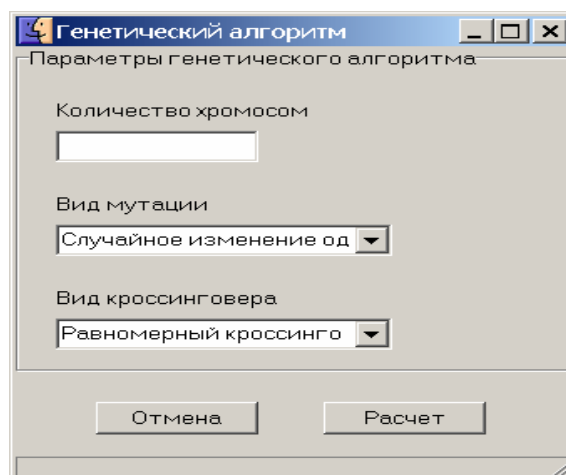 Генетический алгоритм
Параметры генетического алгоритма
Количество хромосом
Вид мутации
Случайное изменение од
Вид кроссинговера
Равномерный кроссинго
Отмена
Расчет